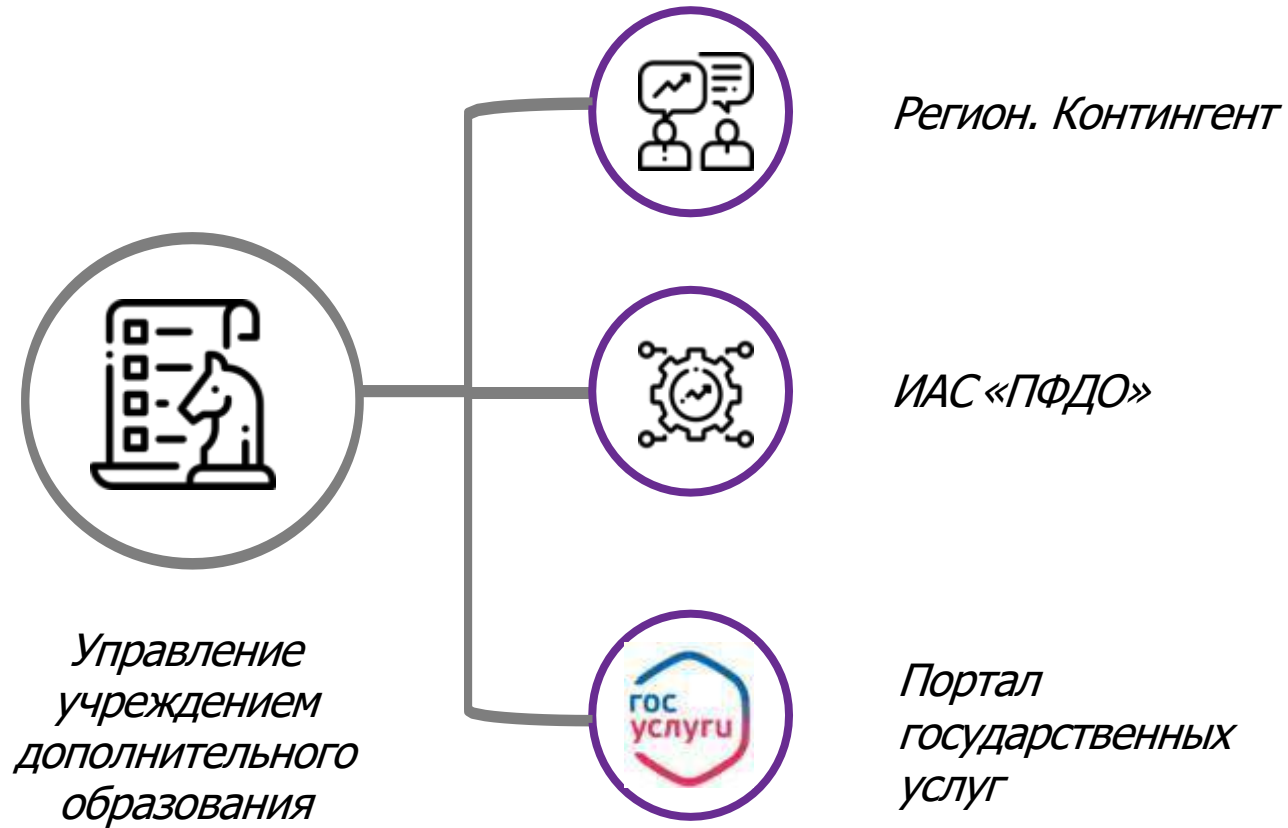 Регион. Контингент
ИАС «ПФДО»
гос
услуги
Портал
государственных
услуг
Управление
учреждением
дополнительного
образования